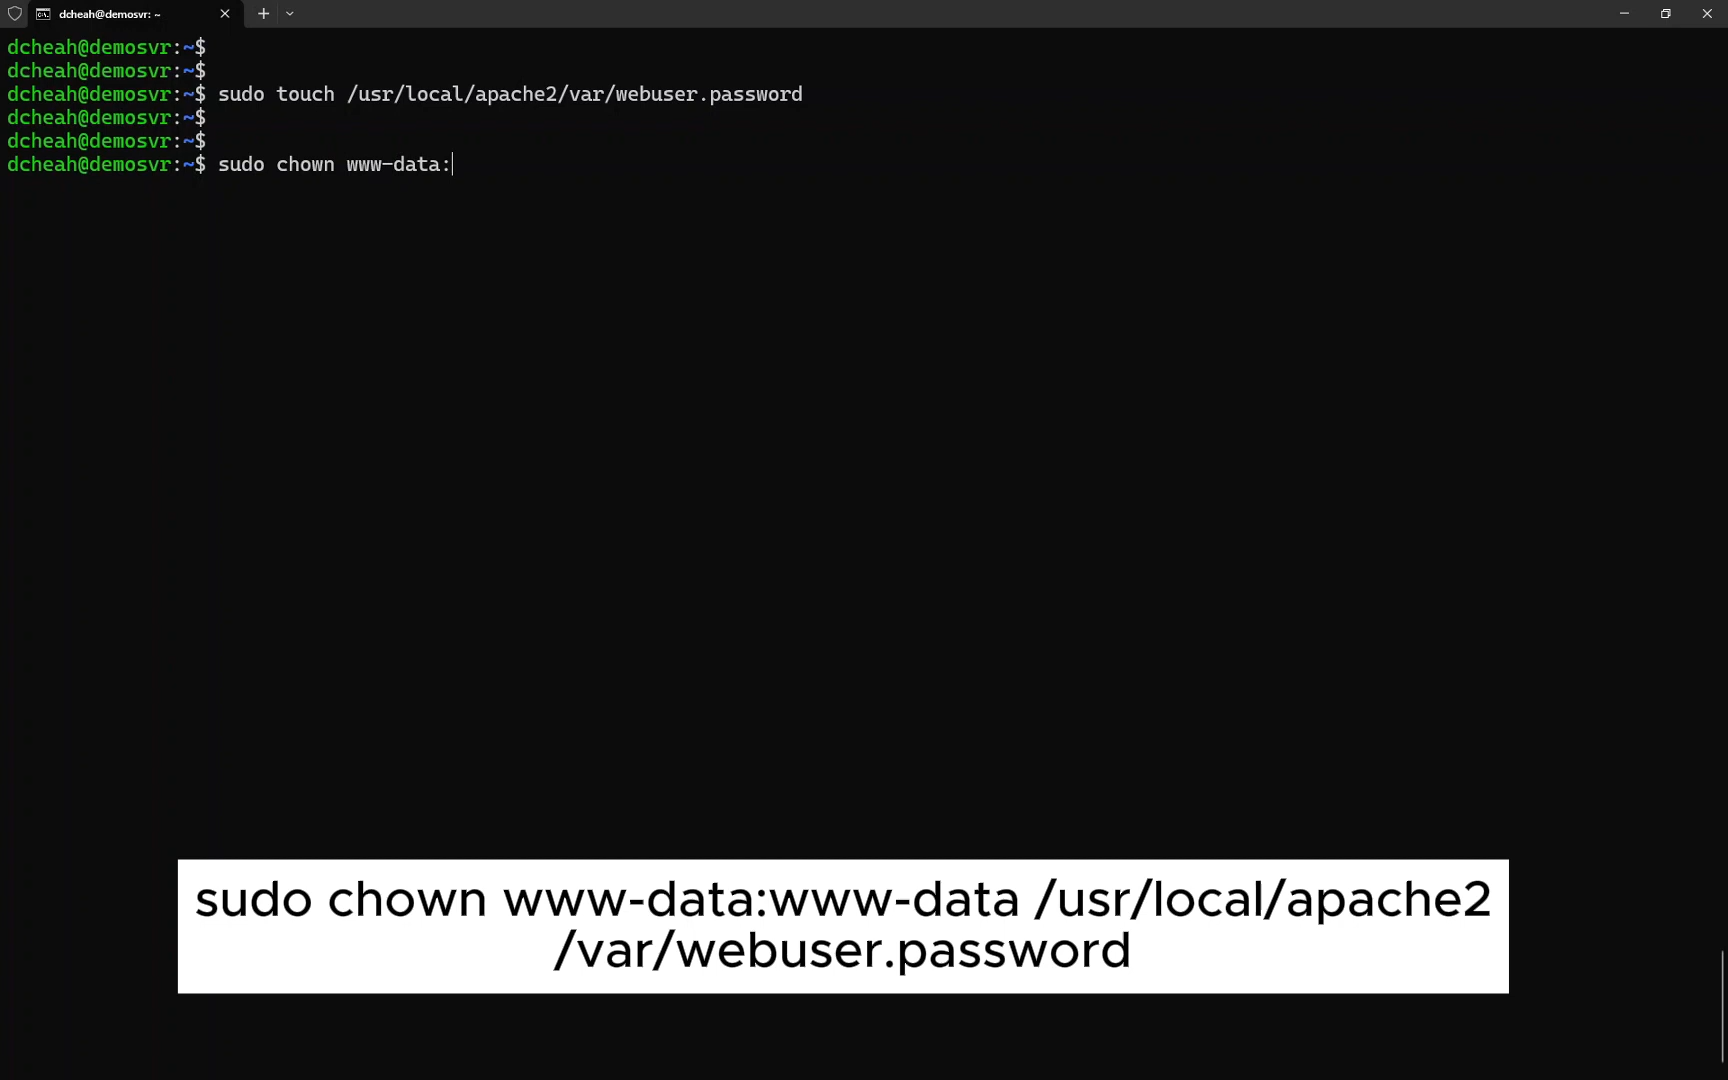 dcheah@demosvr: ~
dcheah@demosvr:~$
dcheah@demosvr:~$
dcheah@demosvr:~$ sudo touch /usr/local/apache2/var/webuser.password
dcheah@demosvr:~$
dcheah@demosvr:~$
dcheah@demosvr:~$ sudo chown www-data:
sudo chown www-data:www-data /usr/local/apache2
/var/webuser.password